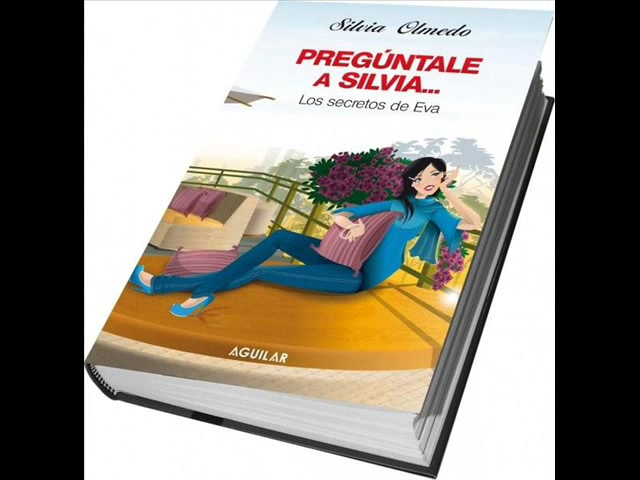 Silvia Olmedo
PREGÚNTALE
A SILVIA...
Los secretos de Eva
AGUILAR